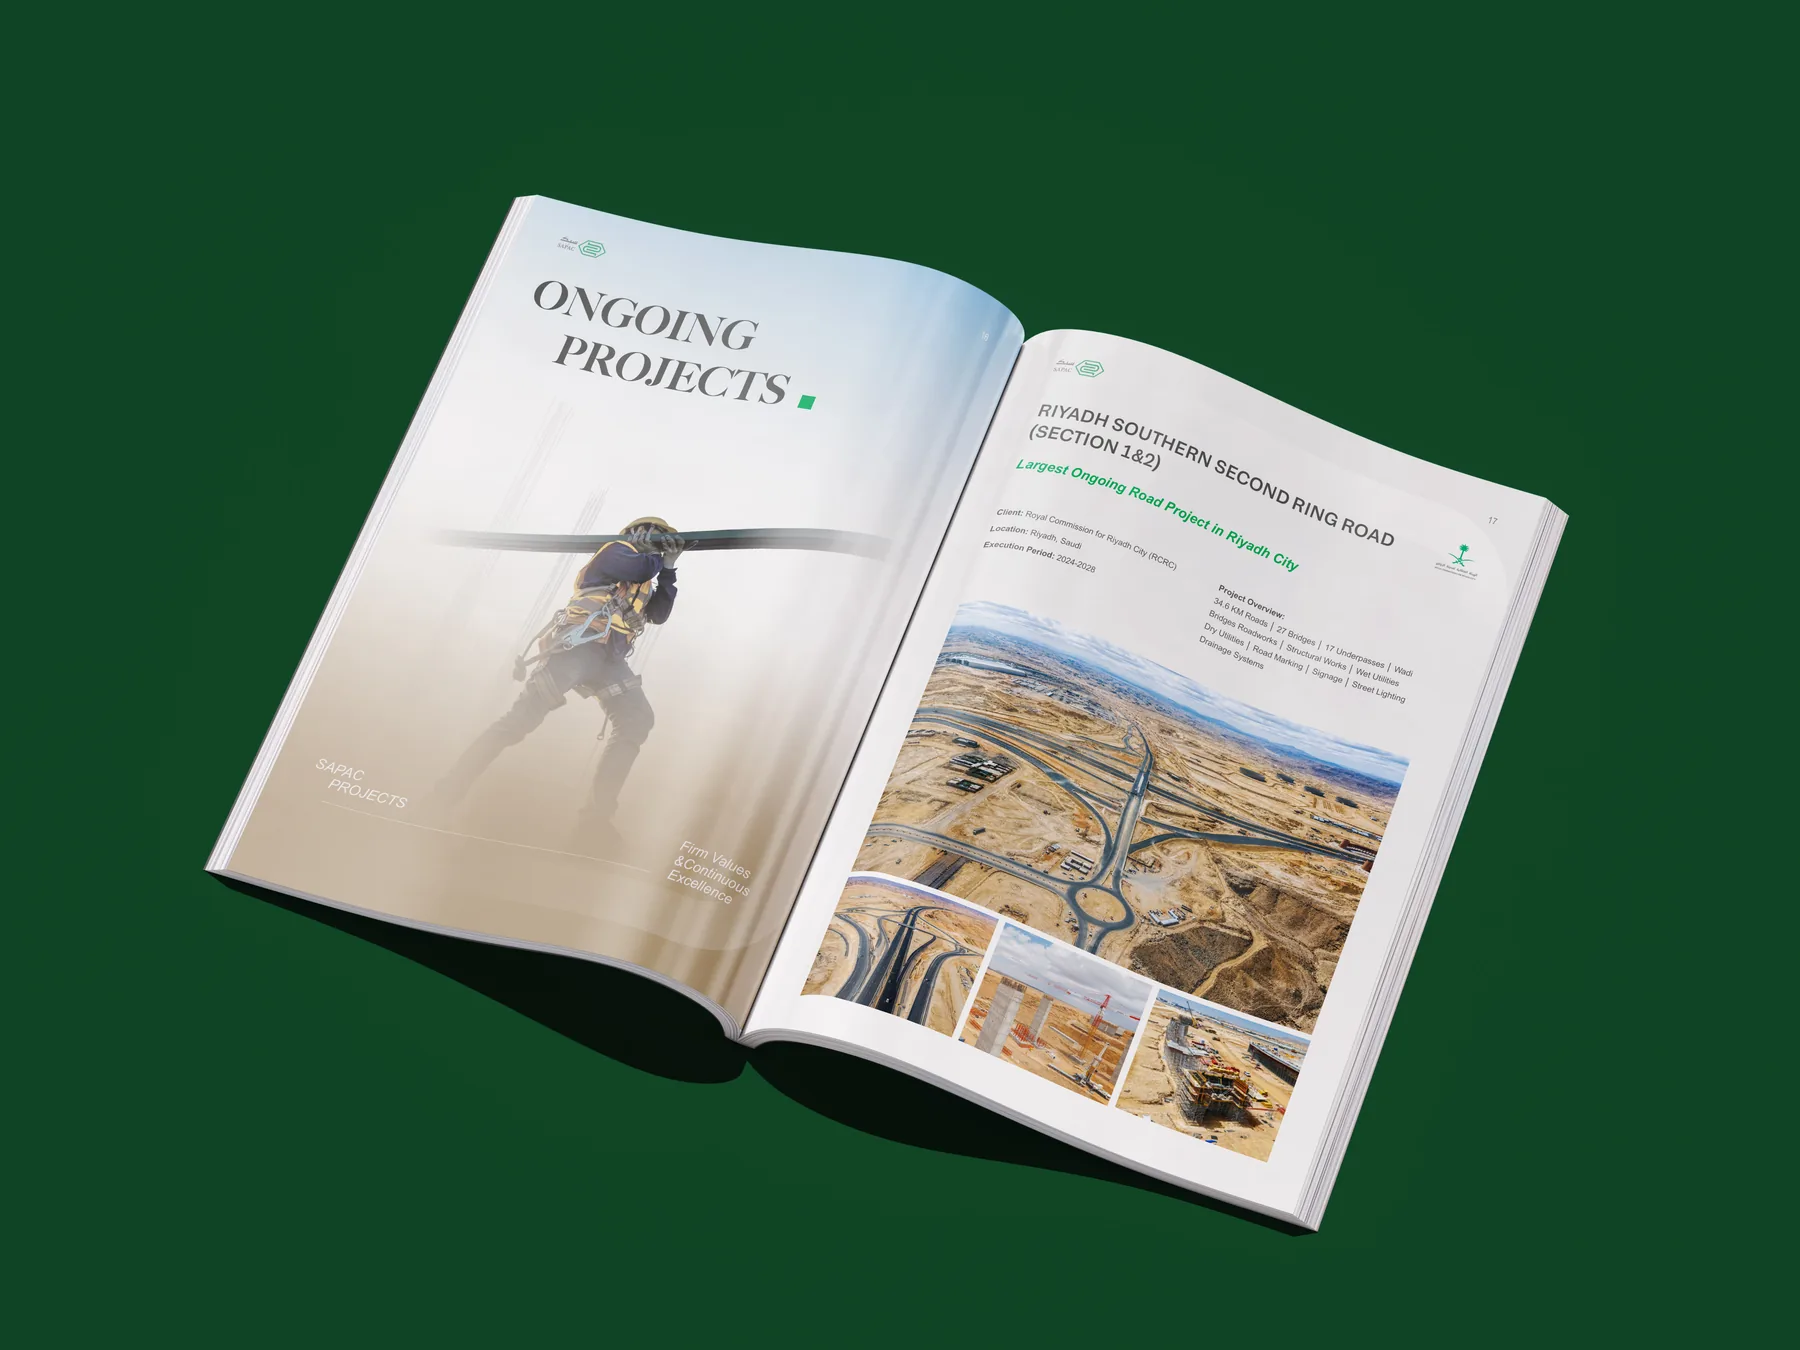 SAPAC
ONGOING
PROJECTS
16
SAPAC
PROJECTS
Firm Values
&Continuous
Excellence
SAPAC
17
RIYADH SOUTHERN SECOND RING ROAD
(SECTION 1&2)
Largest Ongoing Road Project in Riyadh City
Client: Royal Commission for Riyadh City (RCRC)
Location: Riyadh, Saudi
Execution Period: 2024-2028
Project Overview:
34.6 KM Roads | 27 Bridges | 17 Underpasses | Wadi
Bridges Roadworks | Structural Works | Wet Utilities
Dry Utilities | Road Marking | Signage | Street Lighting
Drainage Systems